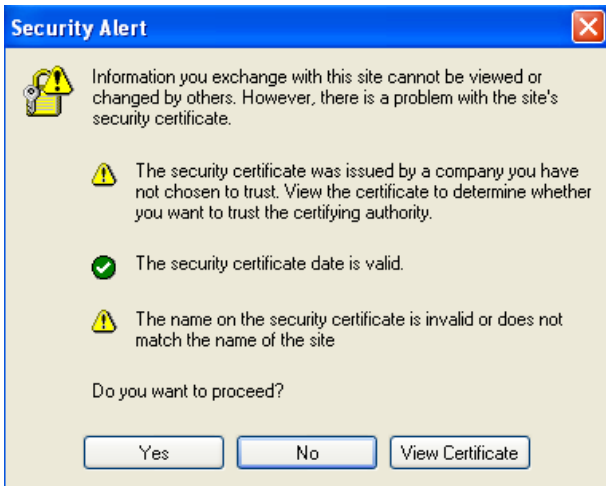 Security Alert
Information you exchange with this site cannot be viewed or
changed by others. However, there is a problem with the site's
security certificate.
The security certificate was issued by a company you have
not chosen to trust. View the certificate to determine whether
you want to trust the certifying authority.
The security certificate date is valid.
The name on the security certificate is invalid or does not
match the name of the site
Do you want to proceed?
Yes
No
View Certificate